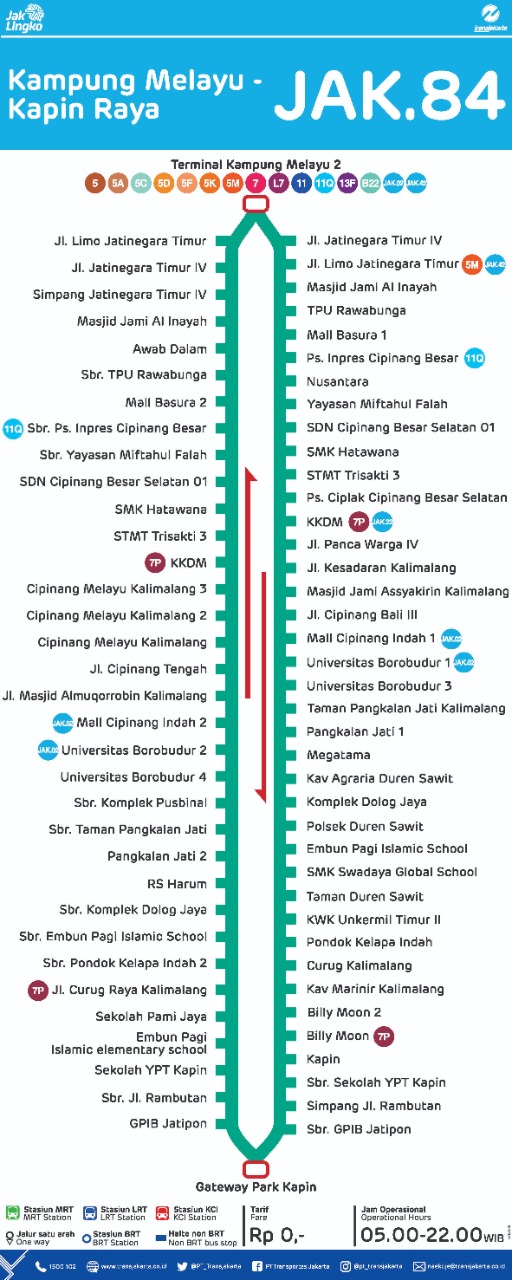 Jak
Lingko
transjakarta
Kampung Melayu -
Kapin Raya
JAK.84
Terminal Kampung Melayu 2
5 5A 5C 5D 5F 5K 5M 7 L7 11 11Q 13F B22 JAK.02 JAK.42
Jl. Limo Jatinegara Timur
Jl. Jatinegara Timur IV
Simpang Jatinegara Timur IV
Masjid Jami Al Inayah
Awab Dalam
Sbr. TPU Rawabunga
Mall Basura 2
11Q Sbr. Ps. Inpres Cipinang Besar
Sbr. Yayasan Miftahul Falah
SDN Cipinang Besar Selatan 01
SMK Hatawana
STMT Trisakti 3
7P KKDM
Cipinang Melayu Kalimalang 3
Cipinang Melayu Kalimalang 2
Cipinang Melayu Kalimalang
Jl. Cipinang Tengah
Jl. Masjid Almuqorrobin Kalimalang
JAK.02 Mall Cipinang Indah 2
JAK.02 Universitas Borobudur 2
Universitas Borobudur 4
Sbr. Komplek Pusbinal
Sbr. Taman Pangkalan Jati
Pangkalan Jati 2
RS Harum
Sbr. Komplek Dolog Jaya
Sbr. Embun Pagi Islamic School
Sbr. Pondok Kelapa Indah 2
7P Jl. Curug Raya Kalimalang
Sekolah Pami Jaya
Embun Pagi
Islamic elementary school
Sekolah YPT Kapin
Sbr. Jl. Rambutan
GPIB Jatipon
Jl. Jatinegara Timur IV
Jl. Limo Jatinegara Timur 5M JAK.42
Masjid Jami Al Inayah
TPU Rawabunga
Mall Basura 1
Ps. Inpres Cipinang Besar 11Q
Nusantara
Yayasan Miftahul Falah
SDN Cipinang Besar Selatan 01
SMK Hatawana
STMT Trisakti 3
Ps. Ciplak Cipinang Besar Selatan
KKDM 7P JAK.22
Jl. Panca Warga IV
Jl. Kesadaran Kalimalang
Masjid Jami Assyakirin Kalimalang
Jl. Cipinang Bali III
Mall Cipinang Indah 1 JAK.02
Universitas Borobudur 1 JAK.02
Universitas Borobudur 3
Taman Pangkalan Jati Kalimalang
Pangkalan Jati 1
Megatama
Kav Agraria Duren Sawit
Komplek Dolog Jaya
Polsek Duren Sawit
Embun Pagi Islamic School
SMK Swadaya Global School
Taman Duren Sawit
KWK Unkermil Timur II
Pondok Kelapa Indah
Curug Kalimalang
Kav Marinir Kalimalang
Billy Moon 2
Billy Moon 7P
Kapin
Sbr. Sekolah YPT Kapin
Simpang Jl. Rambutan
Sbr. GPIB Jatipon
Gateway Park Kapin
Stasiun MRT
MRT Station
Stasiun LRT
LRT Station
Stasiun KCI
KCI Station
Jalur satu arah
One way
Stasiun BRT
BRT Station
Halte non BRT
Non BRT bus stop
Tarif
Fare
Rp 0,-
Jam Operasional
Operational Hours
05.00-22.00 WIB
1500 102
www.transjakarta.co.id
@PT_Transjakarta
PT Transportasi Jakarta
@pt_transjakarta
naekuje@transjakarta.co.id